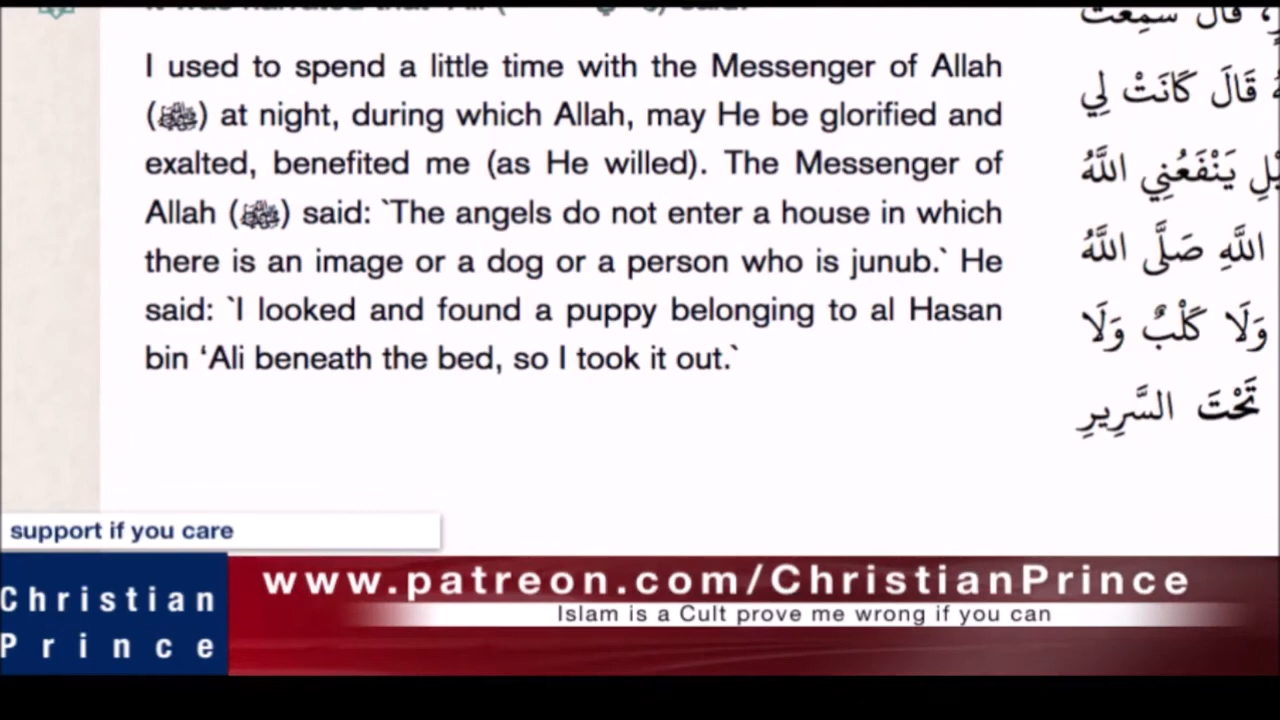 I used to spend a little time with the Messenger of Allah
(ﷺ) at night, during which Allah, may He be glorified and
exalted, benefited me (as He willed). The Messenger of
Allah (ﷺ) said: `The angels do not enter a house in which
there is an image or a dog or a person who is junub.` He
said: `I looked and found a puppy belonging to al Hasan
bin ‘Ali beneath the bed, so I took it out.`
قَالَ سَمِعْتُ
قَالَ كَانَتْ لِي
يَنْفَعُنِي اللَّهُ
اللَّهِ صَلَّى اللَّهُ
وَلَا كَلْبٌ وَلَا
تَحْتَ السَّرِيرِ
support if you care
Christian
Prince
www.patreon.com/ChristianPrince
Islam is a Cult prove me wrong if you can